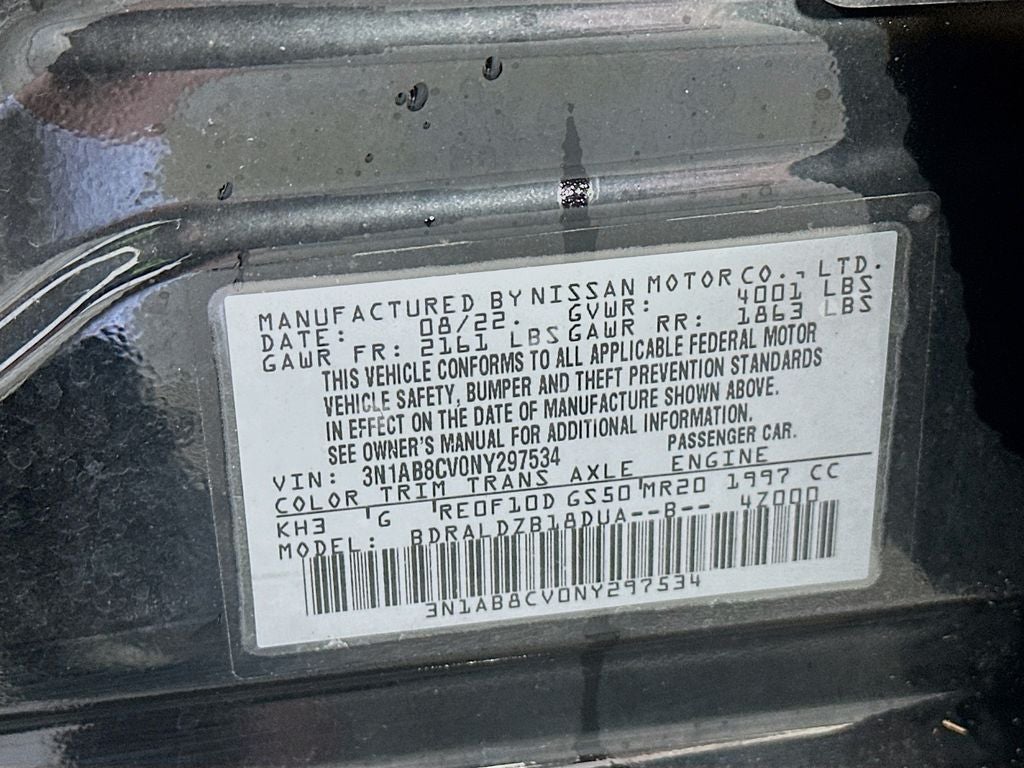 MANUFACTURED BY NISSAN MOTOR CO., LTD.
DATE: 08/22. GVWR: 4001 LBS
GAWR FR: 2161 LBS GAWR RR: 1863 LBS
THIS VEHICLE CONFORMS TO ALL APPLICABLE FEDERAL MOTOR
VEHICLE SAFETY, BUMPER AND THEFT PREVENTION STANDARDS
IN EFFECT ON THE DATE OF MANUFACTURE SHOWN ABOVE.
SEE OWNER'S MANUAL FOR ADDITIONAL INFORMATION.
VIN: 3N1AB8CV0NY297534 PASSENGER CAR.
COLOR TRIM TRANS AXLE ENGINE
KH3 G RE0F10D GS50 MR20 1997 CC
MODEL: BDRALDZB18DUA--B-- 4Z000
3N1AB8CV0NY297534